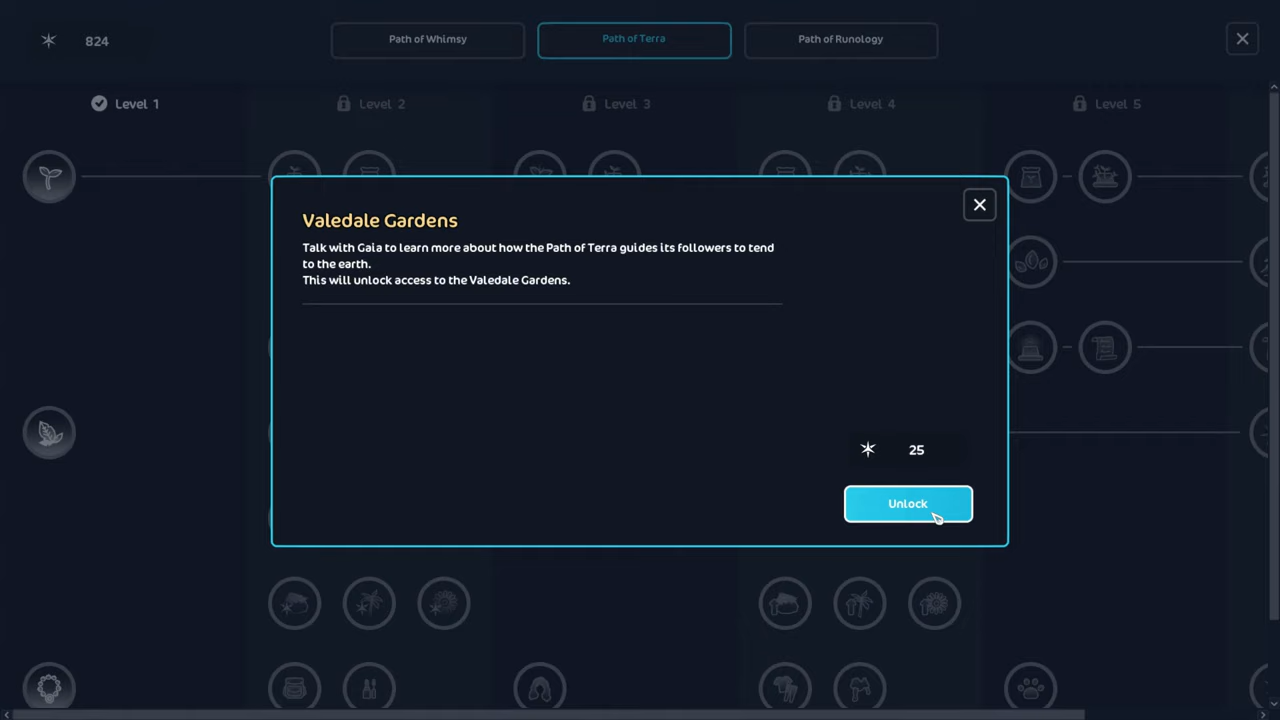 824
Path of Whimsy
Path of Terra
Path of Runology
Level 1
Level 2
Level 3
Level 4
Level 5
Valedale Gardens
Talk with Gaia to learn more about how the Path of Terra guides its followers to tend
to the earth.
This will unlock access to the Valedale Gardens.
25
Unlock